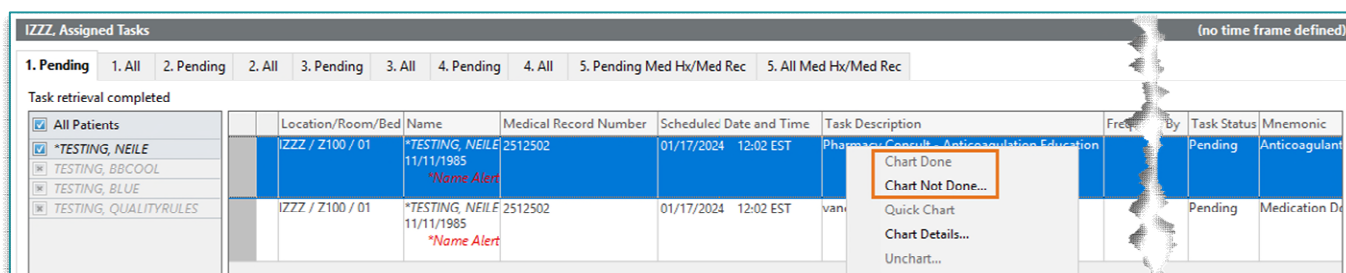 IZZZ, Assigned Tasks (no time frame defined)
1. Pending 1. All 2. Pending 2. All 3. Pending 3. All 4. Pending 4. All 5. Pending Med Hx/Med Rec 5. All Med Hx/Med Rec
Task retrieval completed
All Patients
*TESTING, NEILE
TESTING, BBCOOL
TESTING, BLUE
TESTING, QUALITYRULES
Location/Room/Bed Name Medical Record Number Scheduled Date and Time Task Description By Task Status Mnemonic
IZZZ / Z100 / 01 *TESTING, NEILE 2512502 01/17/2024 12:02 EST Pharmacy Consult - Anticoagulation Education Pending Anticoagulant
11/11/1985
*Name Alert
IZZZ / Z100 / 01 *TESTING, NEILE 2512502 01/17/2024 12:02 EST Pending Medication
11/11/1985
*Name Alert
Chart Done
Chart Not Done...
Quick Chart
Chart Details...
Unchart...